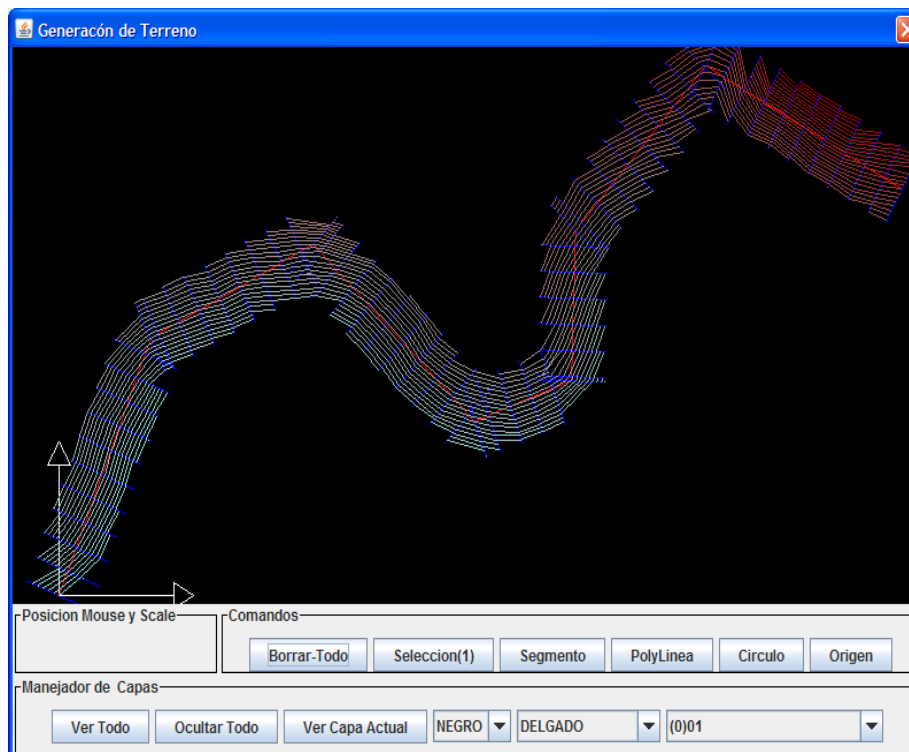 Generacón de Terreno
Posicion Mouse y Scale
Comandos
Borrar-Todo Seleccion(1) Segmento PolyLinea Circulo Origen
Manejador de Capas
Ver Todo Ocultar Todo Ver Capa Actual NEGRO DELGADO (0)01